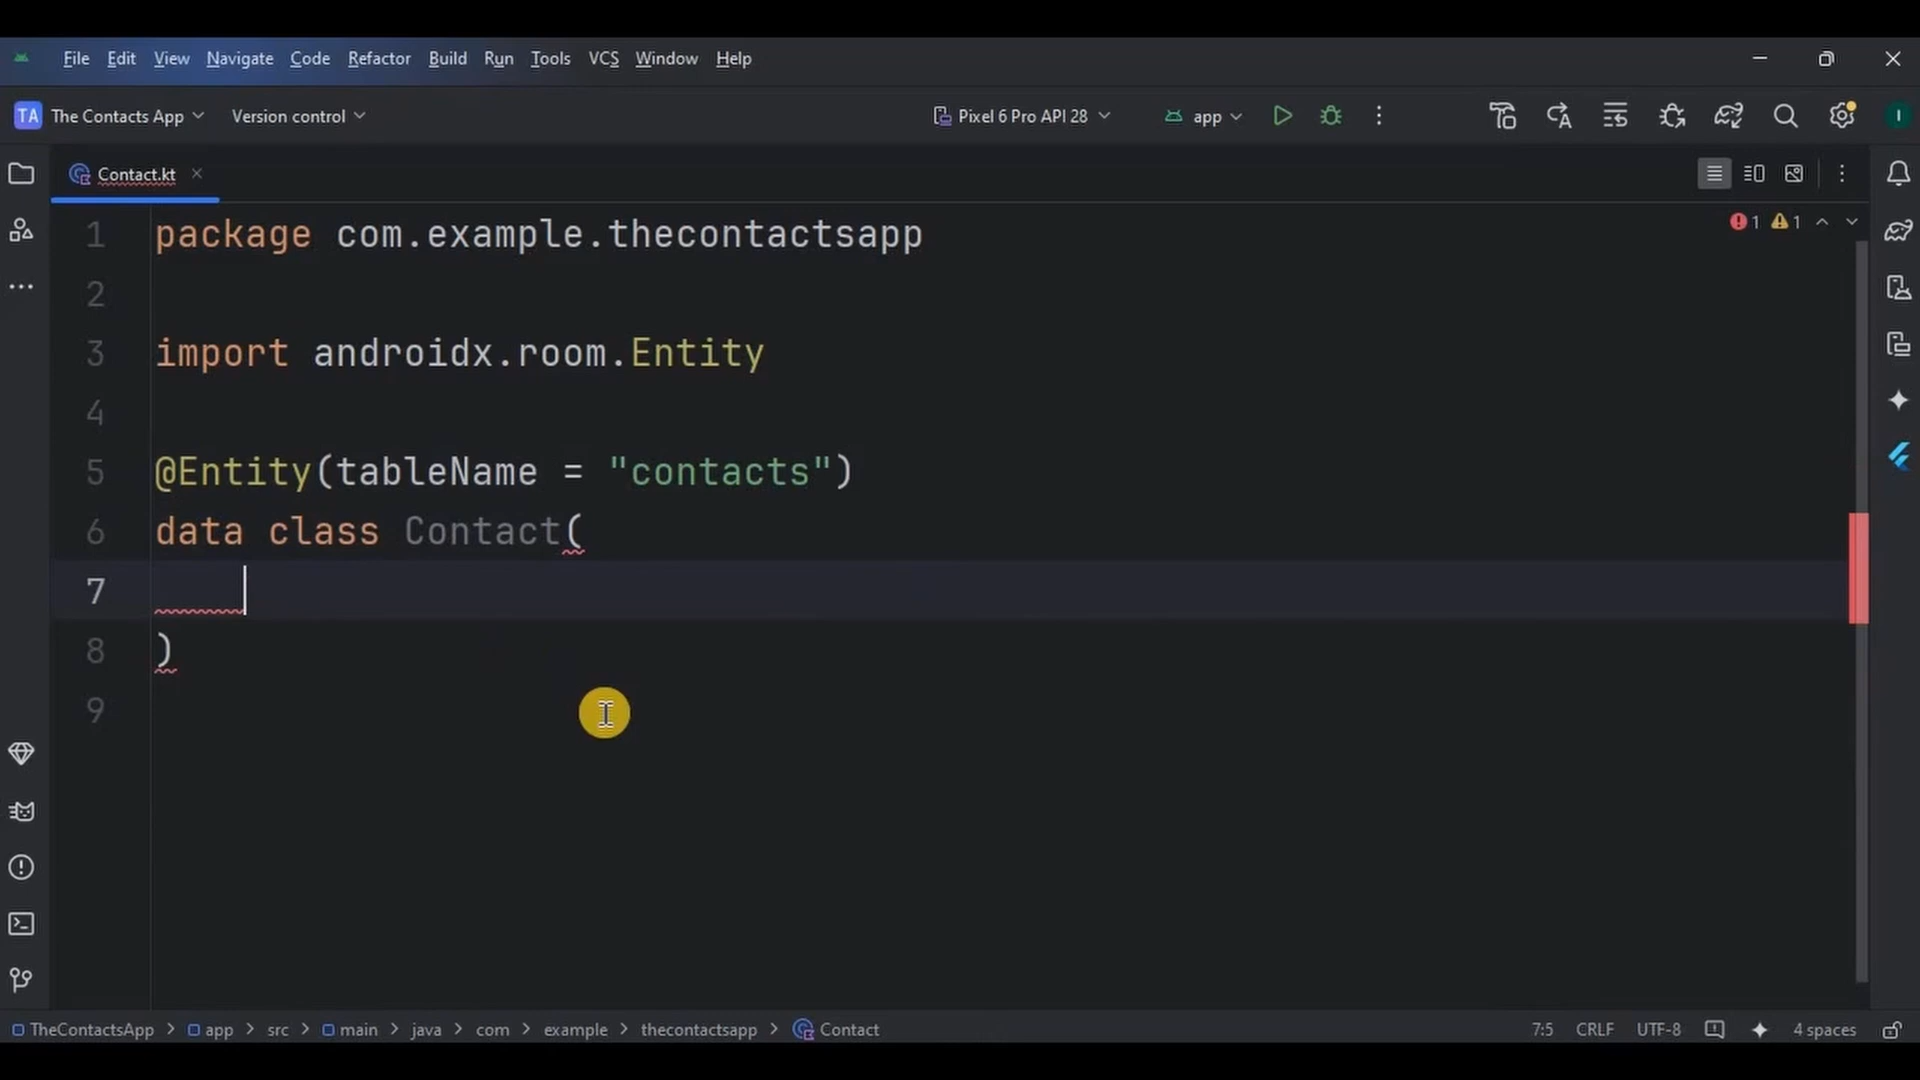 File Edit View Navigate Code Refactor Build Run Tools VCS Window Help
TA The Contacts App Version control Pixel 6 Pro API 28 app I
Contact.kt
1 package com.example.thecontactsapp 1 1
2
3 import androidx.room.Entity
4
5 @Entity(tableName = "contacts")
6 data class Contact(
7
8 )
9
TheContactsApp > app > src > main > java > com > example > thecontactsapp > Contact 7:5 CRLF UTF-8 4 spaces